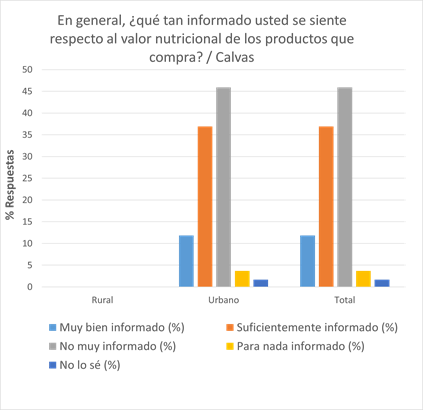 En general, ¿qué tan informado usted se siente
respecto al valor nutricional de los productos que
compra? / Calvas
% Respuestas
50
45
40
35
30
25
20
15
10
5
0
Rural Urbano Total
Muy bien informado (%) Suficientemente informado (%)
No muy informado (%) Para nada informado (%)
No lo sé (%)